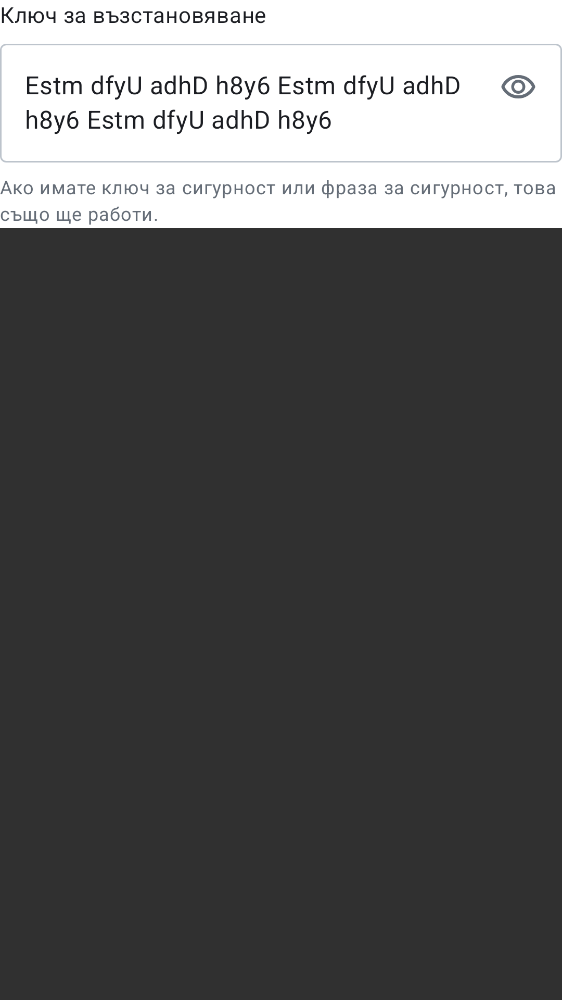 Ключ за възстановяване
Estm dfyU adhD h8y6 Estm dfyU adhD
h8y6 Estm dfyU adhD h8y6
Ако имате ключ за сигурност или фраза за сигурност, това
също ще работи.